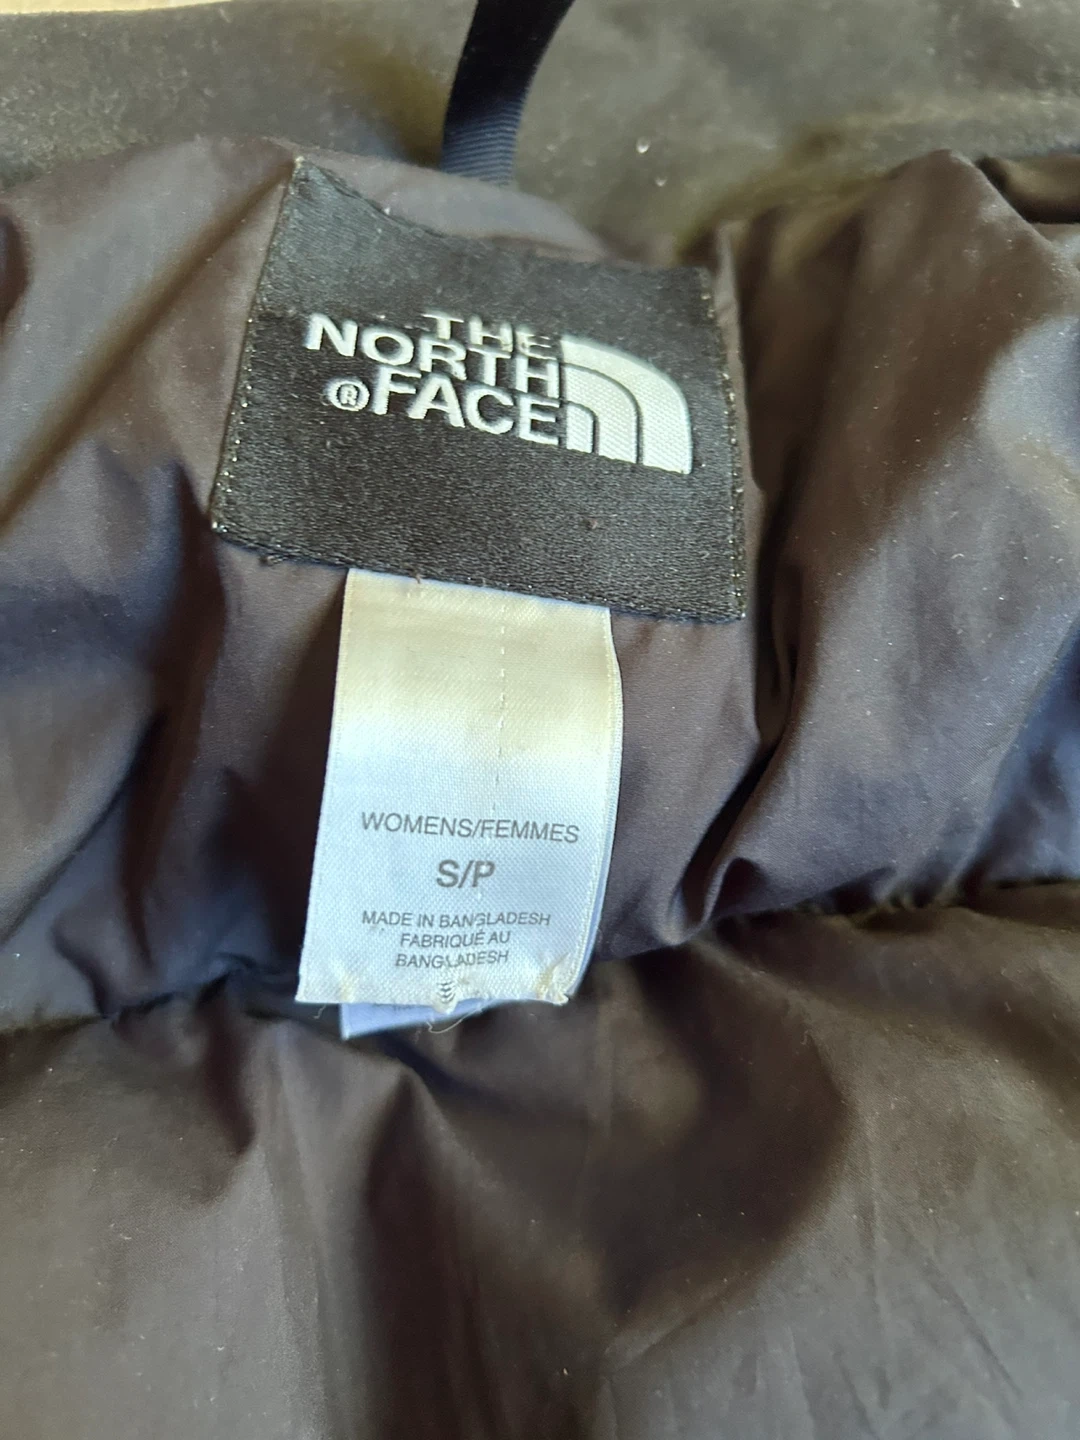 THE
NORTH
®FACE
WOMENS/FEMMES
S/P
MADE IN BANGLADESH
FABRIQUÉ AU
BANGLADESH